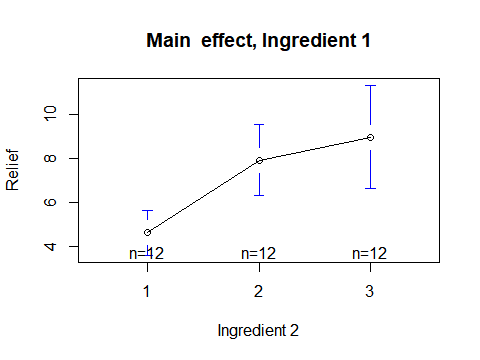 Main effect, Ingredient 1
Relief
10
8
6
4
n=12 n=12 n=12
1 2 3
Ingredient 2